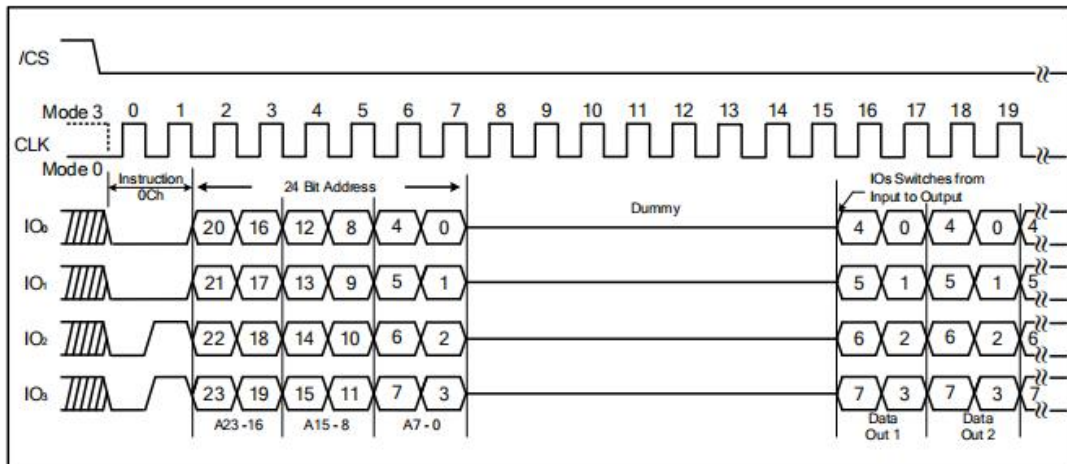 /CS
Mode 3 0 1 2 3 4 5 6 7 8 9 10 11 12 13 14 15 16 17 18 19
CLK
Mode 0
Instruction 0Ch
24 Bit Address
Dummy
IOs Switches from Input to Output
IO₀ 20 16 12 8 4 0 4 0 4 0 4
IO₁ 21 17 13 9 5 1 5 1 5 1 5
IO₂ 22 18 14 10 6 2 6 2 6 2 6
IO₃ 23 19 15 11 7 3 7 3 7 3 7
A23 -16 A15 - 8 A7 - 0
Data Out 1
Data Out 2